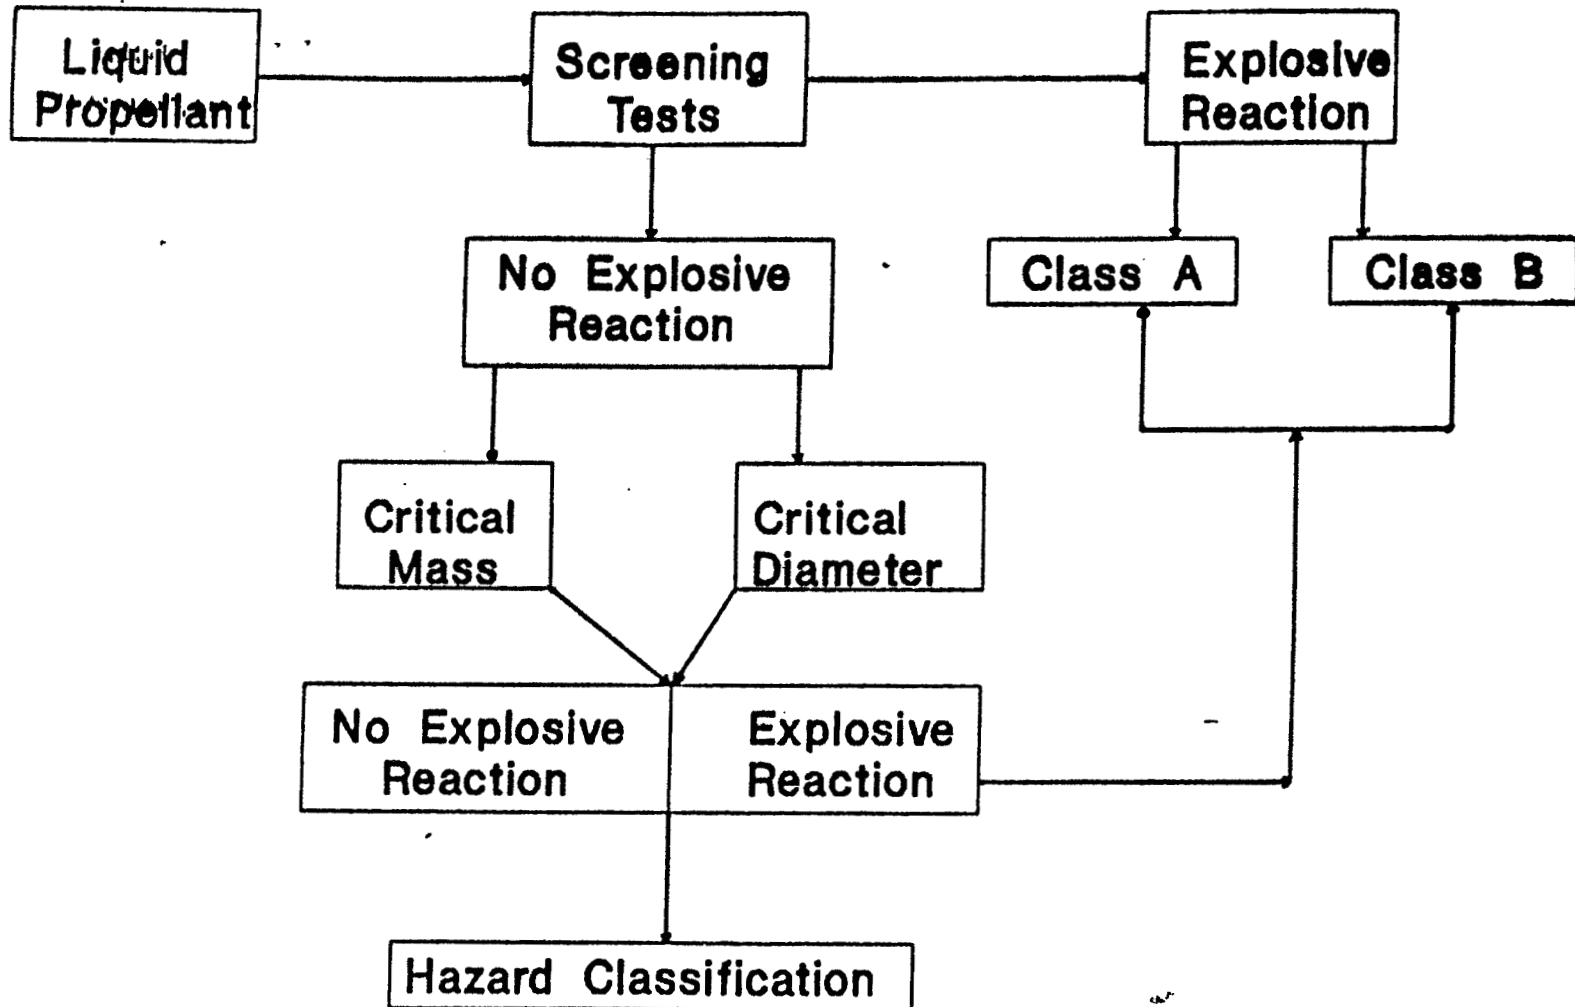 Liquid
Propellant
Screening
Tests
Explosive
Reaction
No Explosive
Reaction
Class A
Class B
Critical
Mass
Critical
Diameter
No Explosive
Reaction
Explosive
Reaction
Hazard Classification